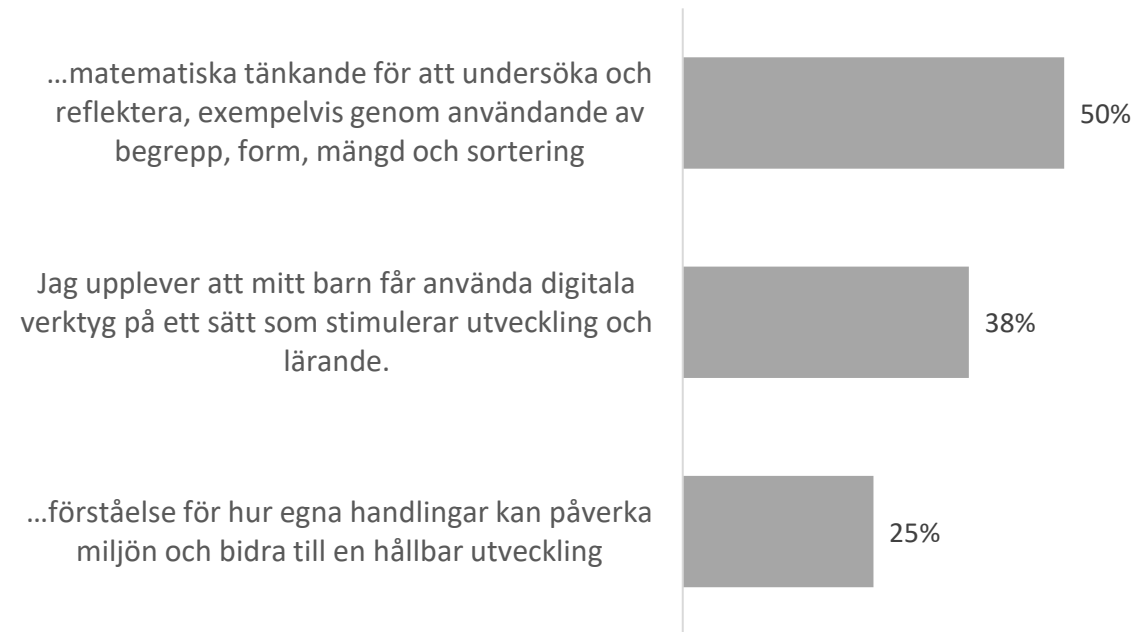 ...matematiska tänkande för att undersöka och
reflektera, exempelvis genom användande av
begrepp, form, mängd och sortering
50%
Jag upplever att mitt barn får använda digitala
verktyg på ett sätt som stimulerar utveckling och
lärande.
38%
...förståelse för hur egna handlingar kan påverka
miljön och bidra till en hållbar utveckling
25%